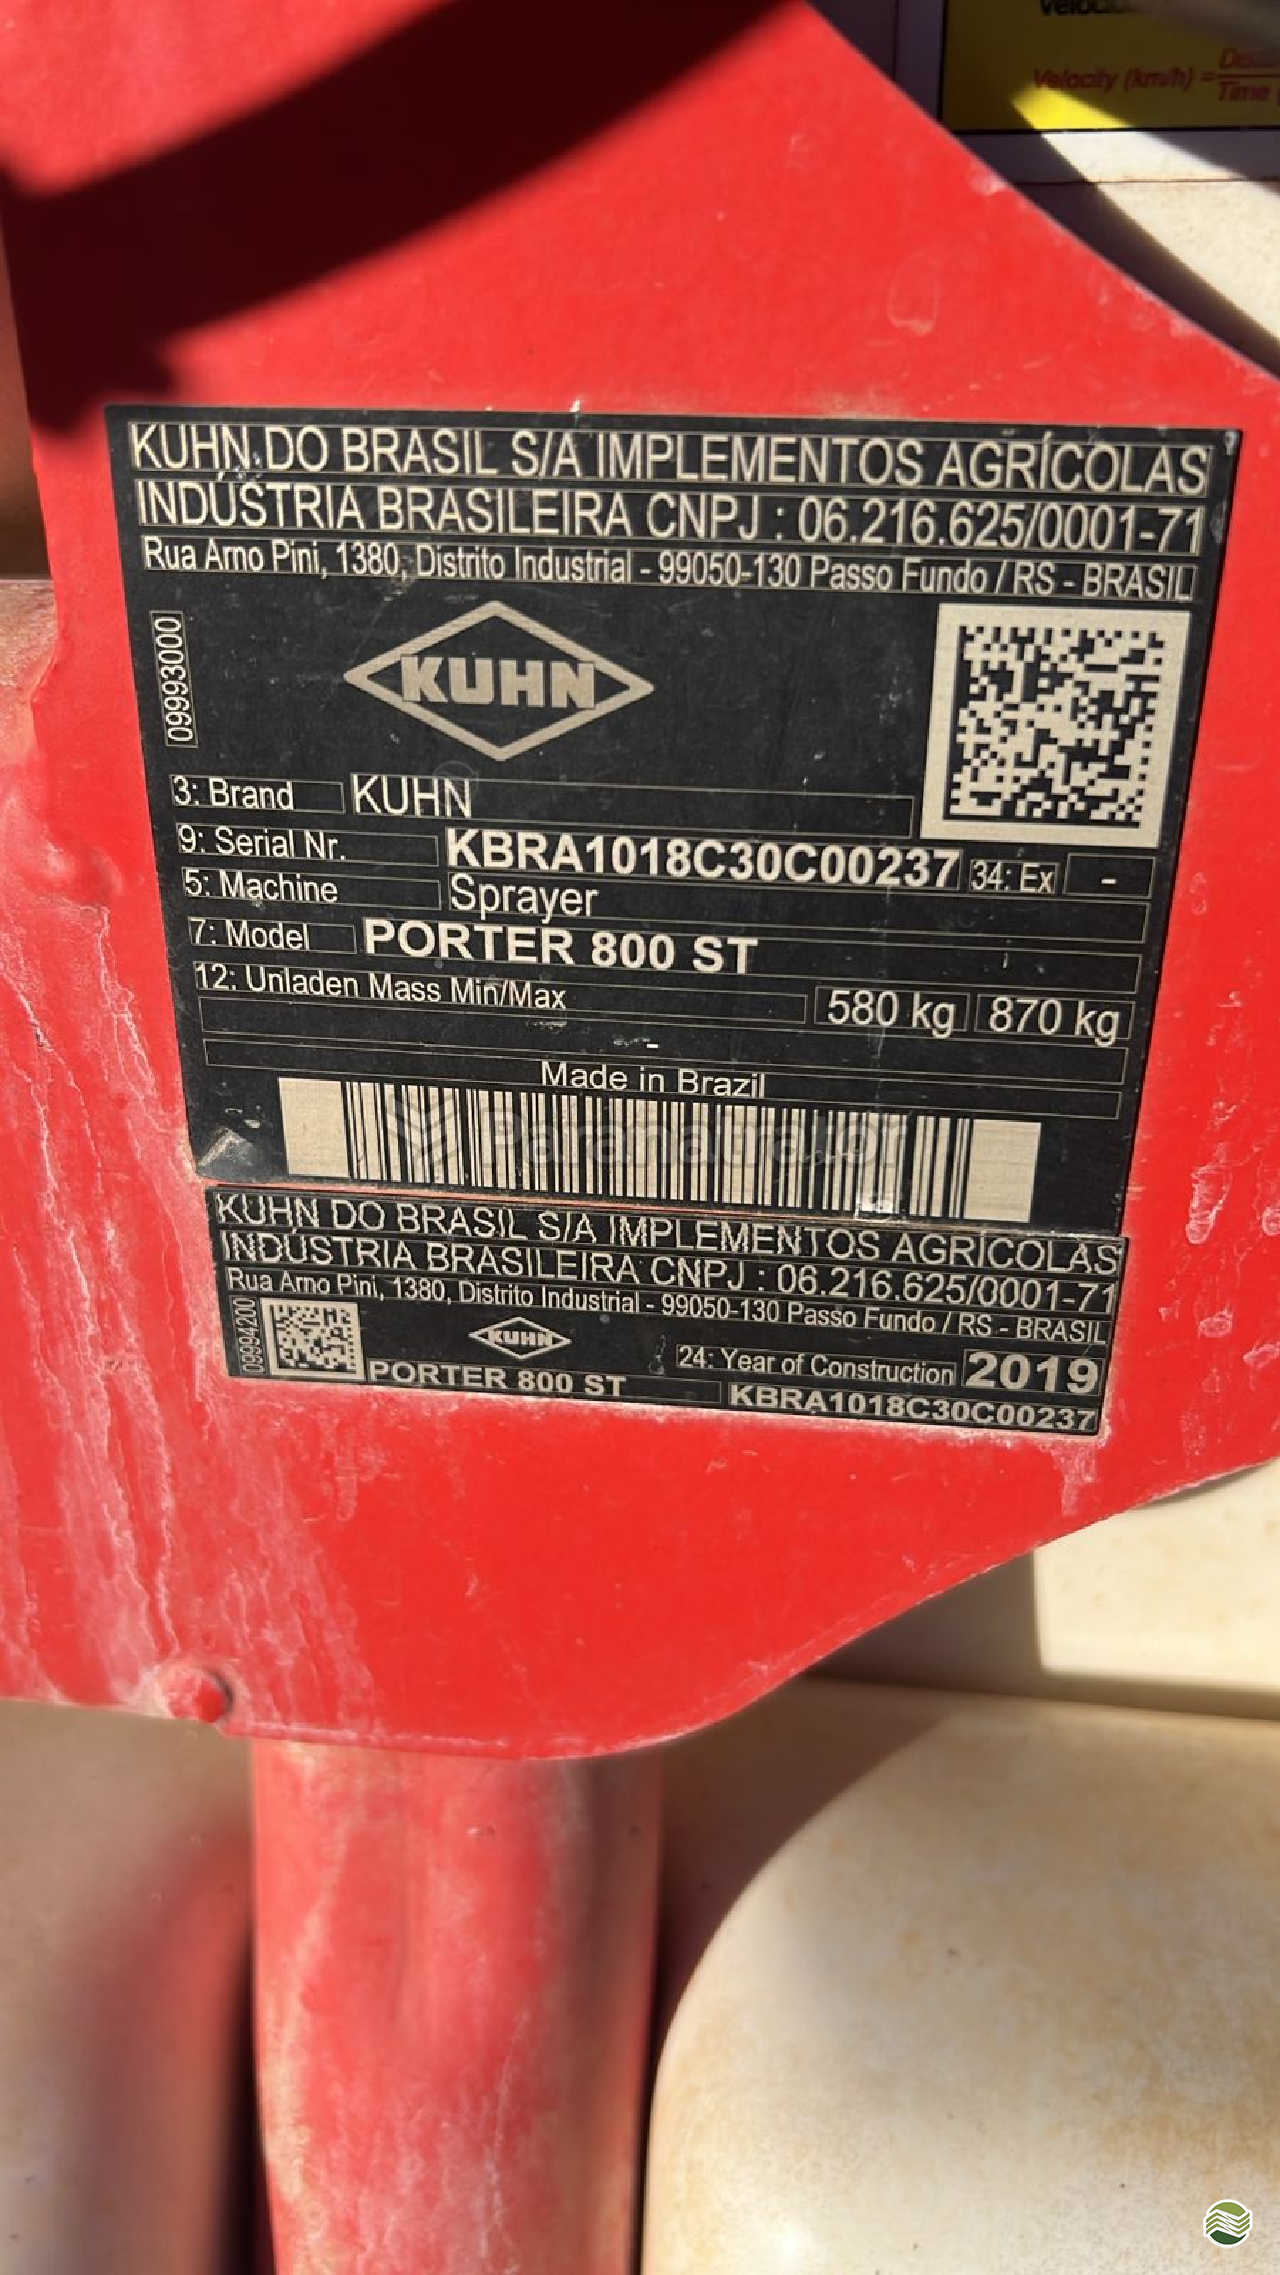 Velocity (km/h) =
Time
KUHN DO BRASIL S/A IMPLEMENTOS AGRÍCOLAS
INDÚSTRIA BRASILEIRA CNPJ : 06.216.625/0001-71
Rua Arno Pini, 1380, Distrito Industrial - 99050-130 Passo Fundo / RS - BRASIL
09993000
KUHN
3: Brand KUHN
9: Serial Nr. KBRA1018C30C00237 34: Ex -
5: Machine Sprayer
7: Model PORTER 800 ST
12: Unladen Mass Min/Max 580 kg 870 kg
-
Made in Brazil
Paranatrator
KUHN DO BRASIL S/A IMPLEMENTOS AGRÍCOLAS
INDÚSTRIA BRASILEIRA CNPJ : 06.216.625/0001-71
Rua Arno Pini, 1380, Distrito Industrial - 99050-130 Passo Fundo / RS - BRASIL
09994200
KUHN
24: Year of Construction 2019
PORTER 800 ST KBRA1018C30C00237